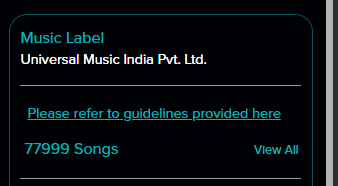 Music Label
Universal Music India Pvt. Ltd.
Please refer to guidelines provided here
77999 Songs
View All